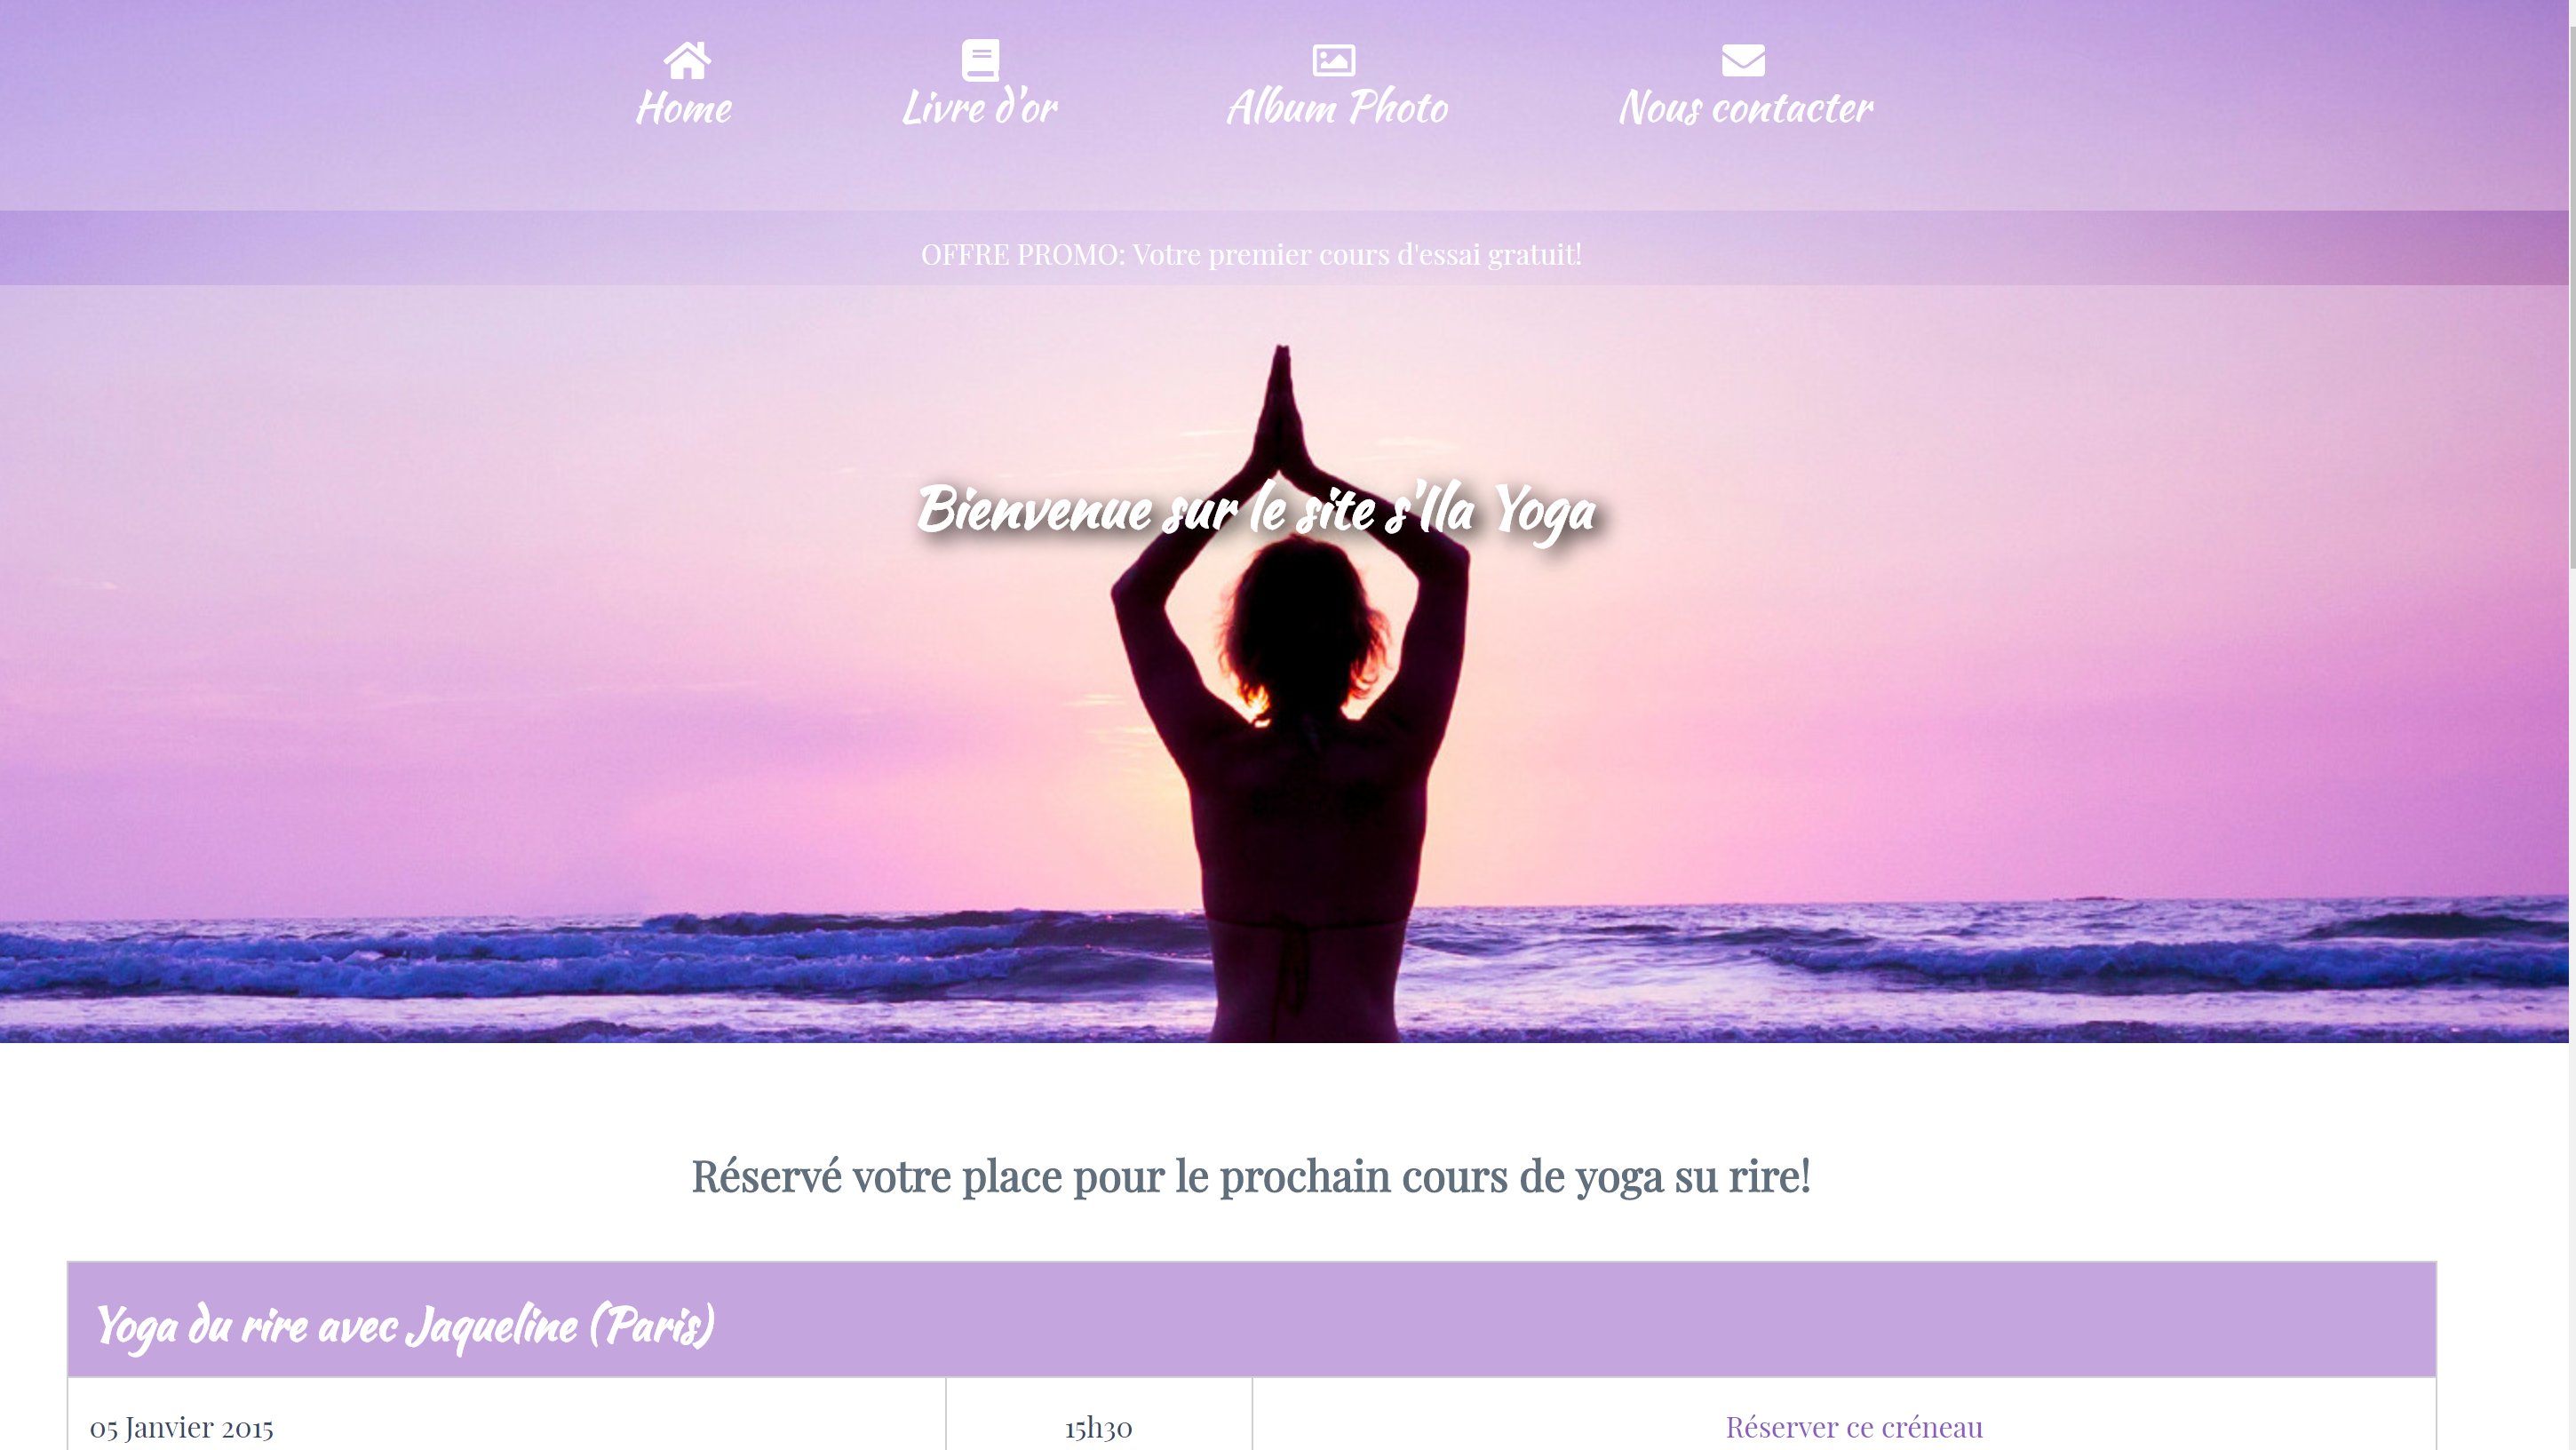 Home
Livre d'or
Album Photo
Nous contacter
OFFRE PROMO: Votre premier cours d'essai gratuit!
Bienvenue sur le site s'lla Yoga
Réservé votre place pour le prochain cours de yoga su rire!
Yoga du rire avec Jaqueline (Paris)
05 Janvier 2015
15h30
Réserver ce créneau